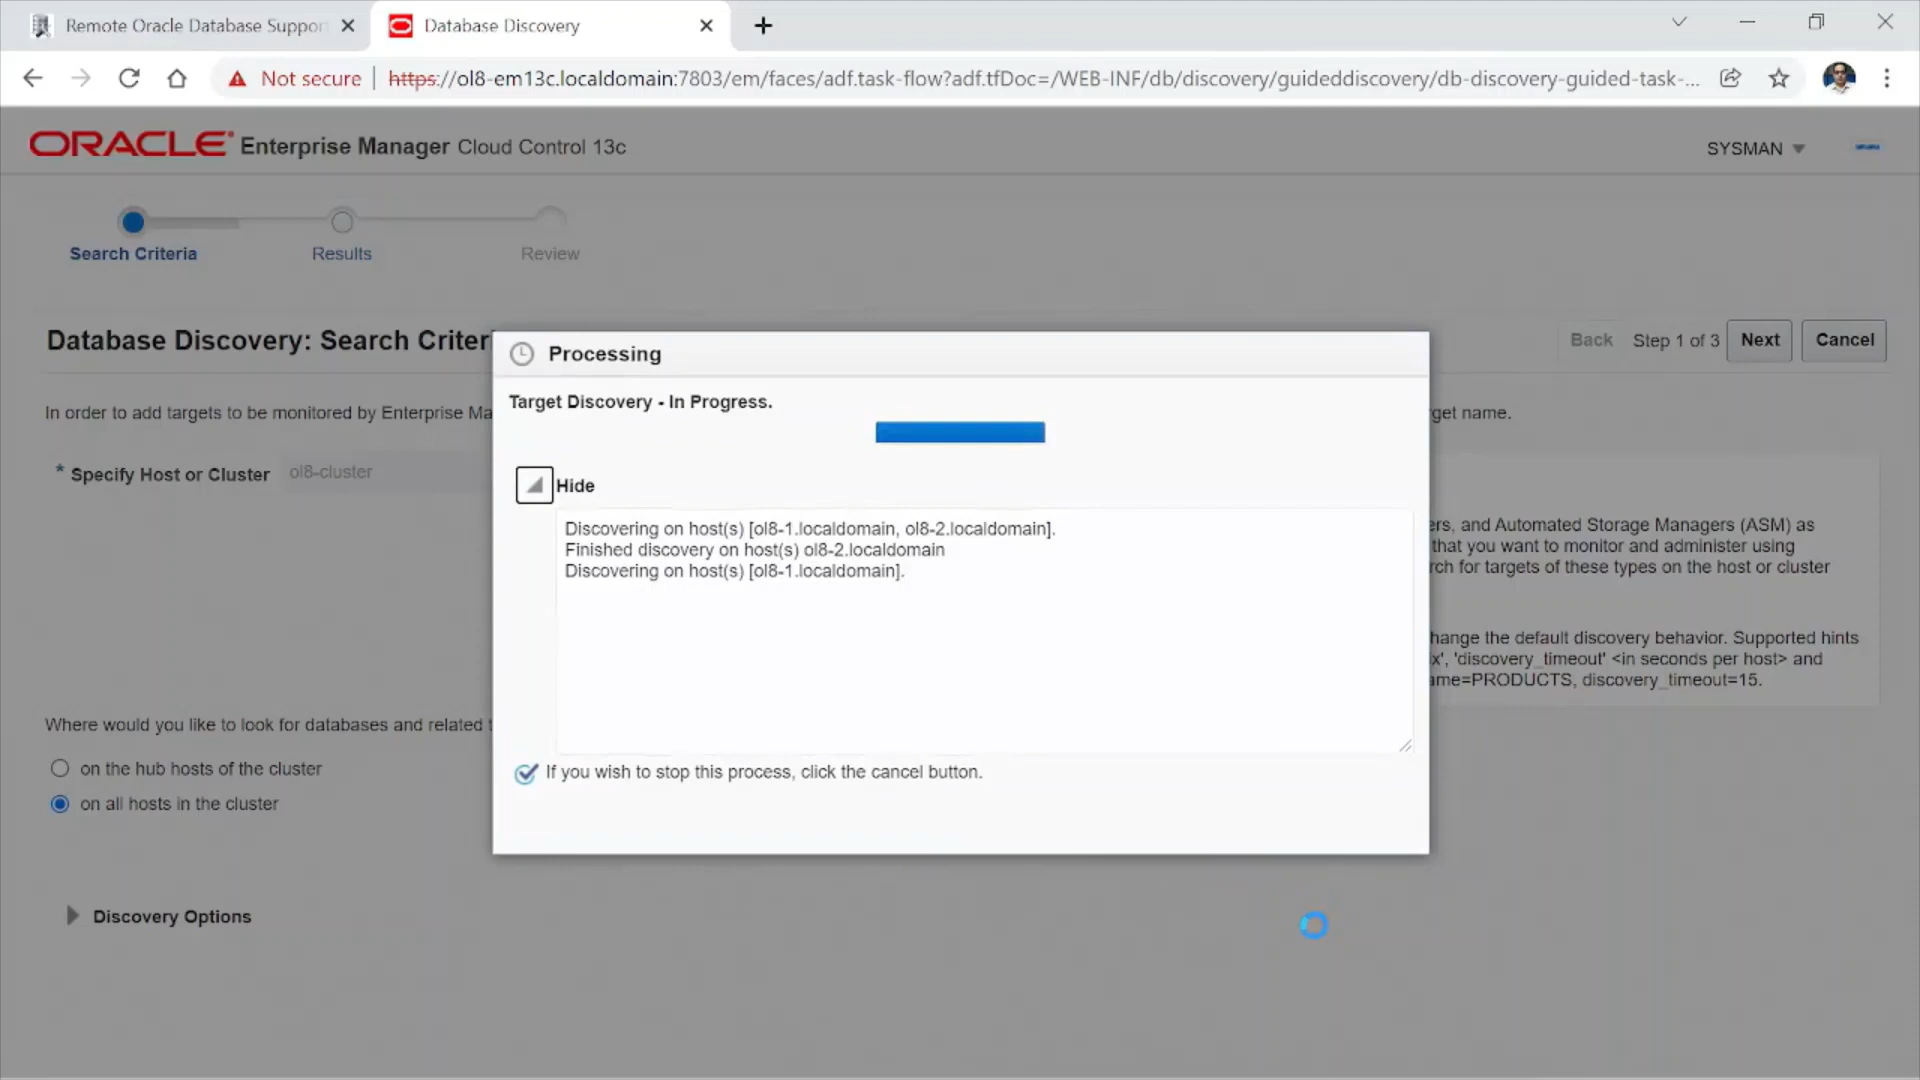 Remote Oracle Database Suppor
Database Discovery
Not secure
https://ol8-em13c.localdomain:7803/em/faces/adf.task-flow?adf.tfDoc=/WEB-INF/db/discovery/guideddiscovery/db-discovery-guided-task-...
ORACLE Enterprise Manager Cloud Control 13c
SYSMAN
Search Criteria
Results
Review
Database Discovery: Search Criteri
Back
Step 1 of 3
Next
Cancel
In order to add targets to be monitored by Enterprise Ma
rget name.
* Specify Host or Cluster
ol8-cluster
ers, and Automated Storage Managers (ASM) as
that you want to monitor and administer using
rch for targets of these types on the host or cluster
hange the default discovery behavior. Supported hints
x', 'discovery_timeout' <in seconds per host> and
ame=PRODUCTS, discovery_timeout=15.
Where would you like to look for databases and related t
on the hub hosts of the cluster
on all hosts in the cluster
Discovery Options
Processing
Target Discovery - In Progress.
Hide
Discovering on host(s) [ol8-1.localdomain, ol8-2.localdomain].
Finished discovery on host(s) ol8-2.localdomain
Discovering on host(s) [ol8-1.localdomain].
If you wish to stop this process, click the cancel button.